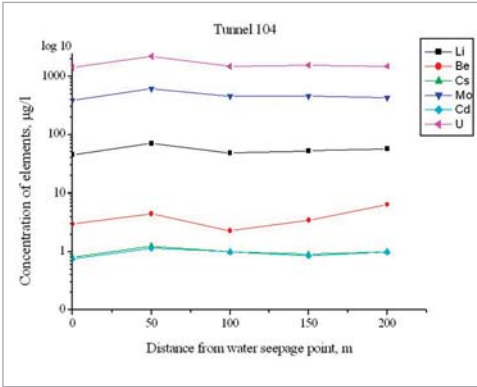 Tunnel 104
log 10
1000
100
10
1
0
0
50
100
150
200
Concentration of elements, µg/l
Distance from water seepage point, m
Li
Be
Cs
Mo
Cd
U